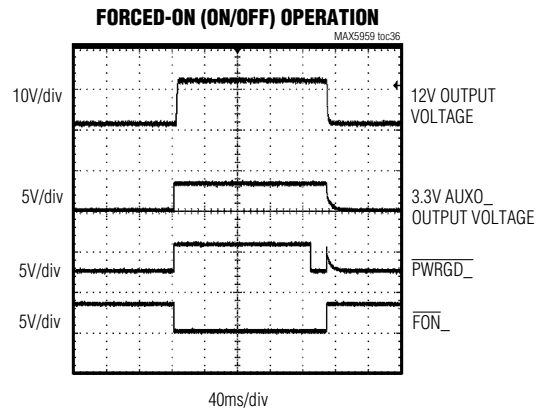 FORCED-ON (ON/OFF) OPERATION
MAX5959 toc36
10V/div
12V OUTPUT
VOLTAGE
5V/div
3.3V AUXO_
OUTPUT VOLTAGE
5V/div
PWRGD_
5V/div
FON_
40ms/div